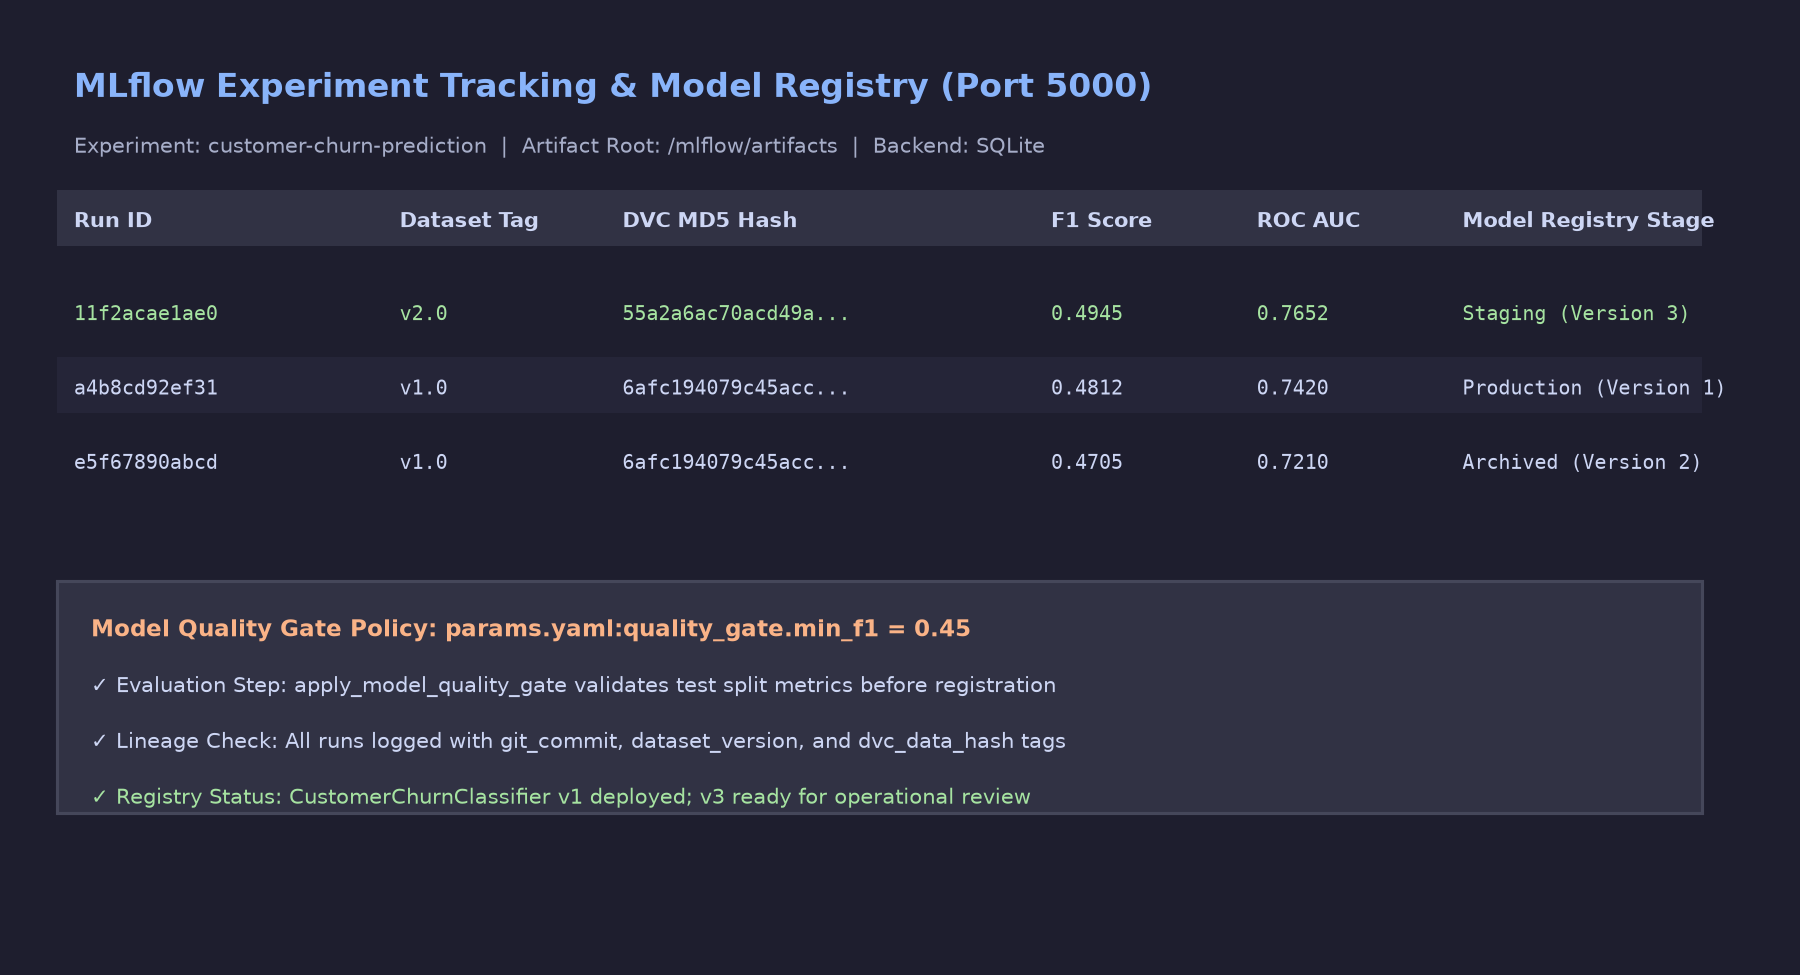 MLflow Experiment Tracking & Model Registry (Port 5000)
Experiment: customer-churn-prediction | Artifact Root: /mlflow/artifacts | Backend: SQLite
Run ID Dataset Tag DVC MD5 Hash F1 Score ROC AUC Model Registry Stage
11f2acae1ae0 v2.0 55a2a6ac70acd49a... 0.4945 0.7652 Staging (Version 3)
a4b8cd92ef31 v1.0 6afc194079c45acc... 0.4812 0.7420 Production (Version 1)
e5f67890abcd v1.0 6afc194079c45acc... 0.4705 0.7210 Archived (Version 2)
Model Quality Gate Policy: params.yaml:quality_gate.min_f1 = 0.45
✓ Evaluation Step: apply_model_quality_gate validates test split metrics before registration
✓ Lineage Check: All runs logged with git_commit, dataset_version, and dvc_data_hash tags
✓ Registry Status: CustomerChurnClassifier v1 deployed; v3 ready for operational review